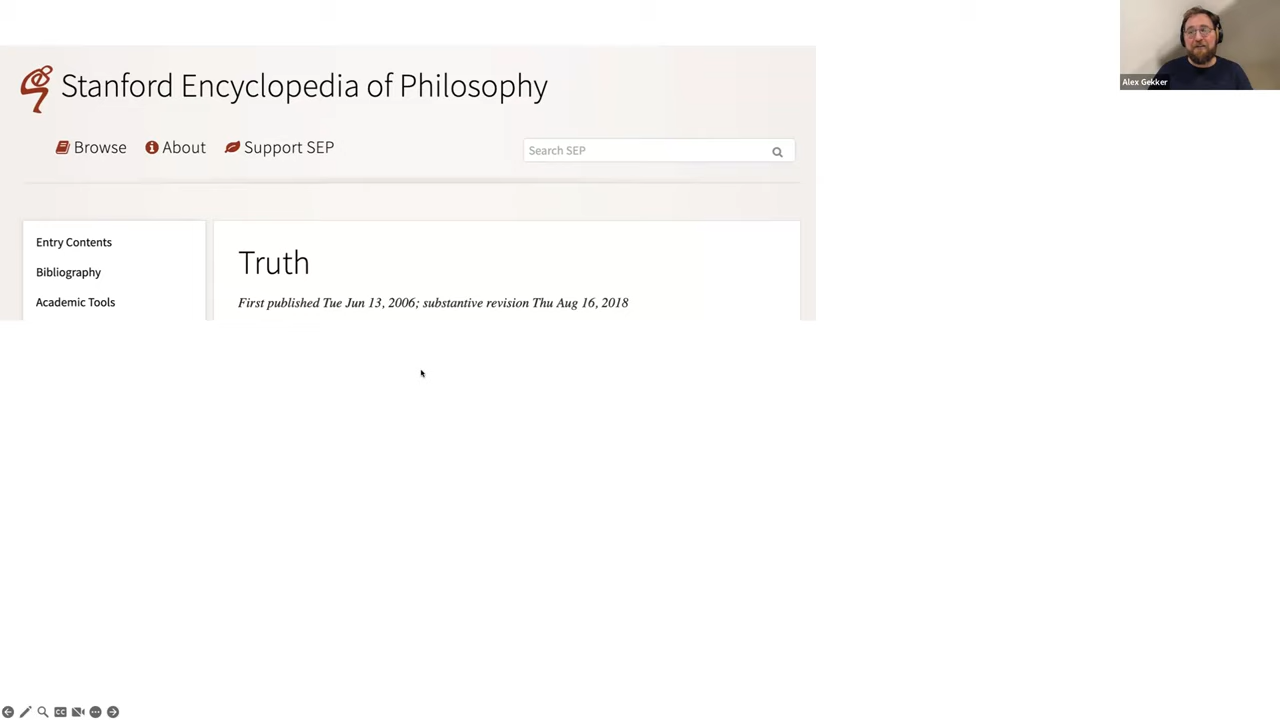 Stanford Encyclopedia of Philosophy
Browse About Support SEP
Search SEP
Entry Contents
Bibliography
Academic Tools
Truth
First published Tue Jun 13, 2006; substantive revision Thu Aug 16, 2018
Alex Gekker
CC